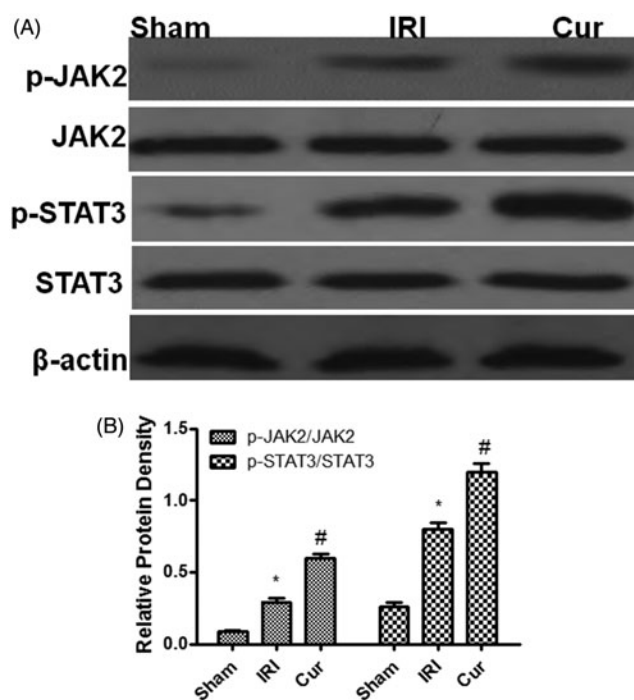 (A)
Sham IRI Cur
p-JAK2
JAK2
p-STAT3
STAT3
β-actin
(B)
Relative Protein Density
1.5
1.0
0.5
0.0
p-JAK2/JAK2
p-STAT3/STAT3
* # * #
Sham IRI Cur Sham IRI Cur